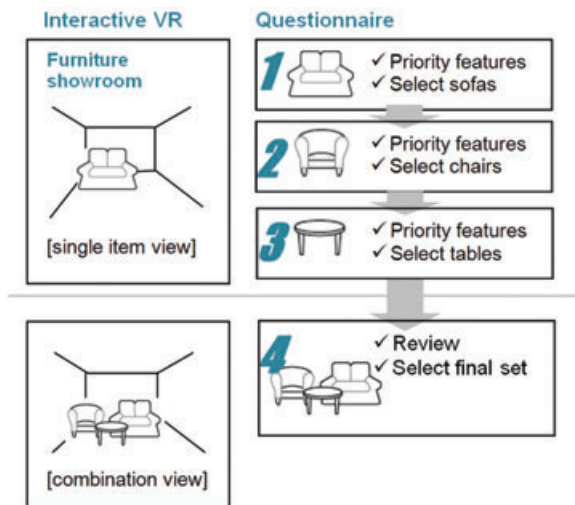 Interactive VR
Questionnaire
Furniture
showroom
[single item view]
1
✓ Priority features
✓ Select sofas
2
✓ Priority features
✓ Select chairs
3
✓ Priority features
✓ Select tables
[combination view]
4
✓ Review
✓ Select final set